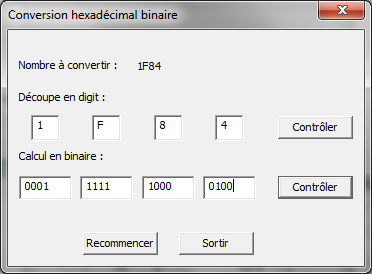 Conversion hexadécimal binaire
Nombre à convertir : 1F84
Découpe en digit :
1 F 8 4 Contrôler
Calcul en binaire :
0001 1111 1000 0100 Contrôler
Recommencer Sortir